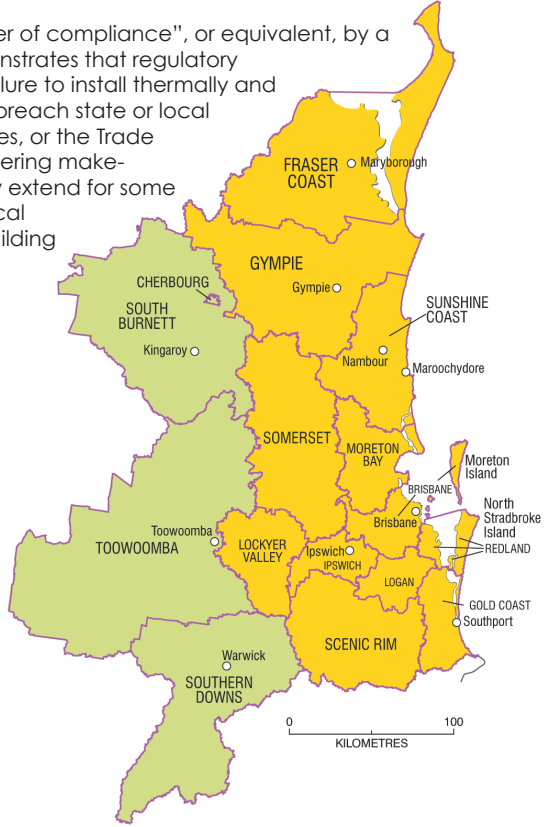 er of compliance”, or equivalent, by a
nstrates that regulatory
lure to install thermally and
breach state or local
es, or the Trade
ering make-
y extend for some
cal
ilding
FRASER
COAST
Maryborough
GYMPIE
Gympie
CHERBOURG
SOUTH
BURNETT
Kingaroy
SUNSHINE
COAST
Nambour
Maroochydore
SOMERSET
MORETON
BAY
Moreton
Island
BRISBANE
Brisbane
North
Stradbroke
Island
REDLAND
Toowoomba
TOOWOOMBA
LOCKYER
VALLEY
Ipswich
IPSWICH
LOGAN
GOLD COAST
Southport
SCENIC RIM
Warwick
SOUTHERN
DOWNS
0 100
KILOMETRES